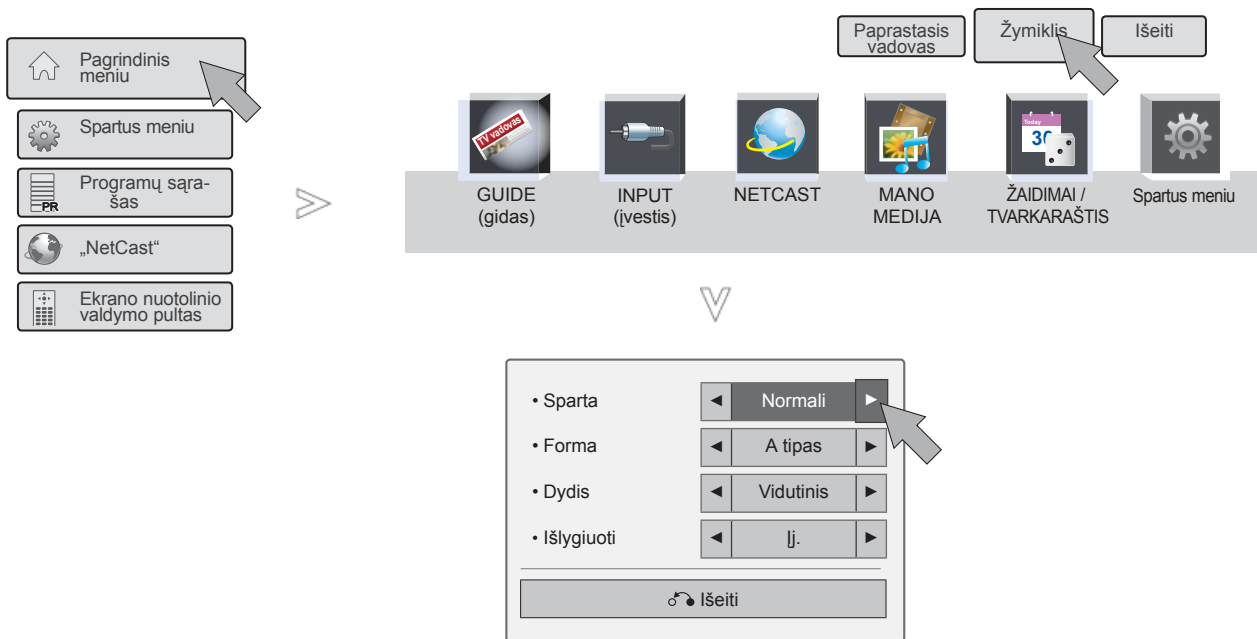 Pagrindinis
meniu
Spartus meniu
Programų sąra-
šas
PR
„NetCast“
Ekrano nuotolinio
valdymo pultas
Paprastasis
vadovas
Žymiklis
Išeiti
TV vadovas
Today
30
GUIDE
(gidas)
INPUT
(įvestis)
NETCAST
MANO
MEDIJA
ŽAIDIMAI /
TVARKARAŠTIS
Spartus meniu
• Sparta
Normali
• Forma
A tipas
• Dydis
Vidutinis
• Išlygiuoti
Įj.
Išeiti